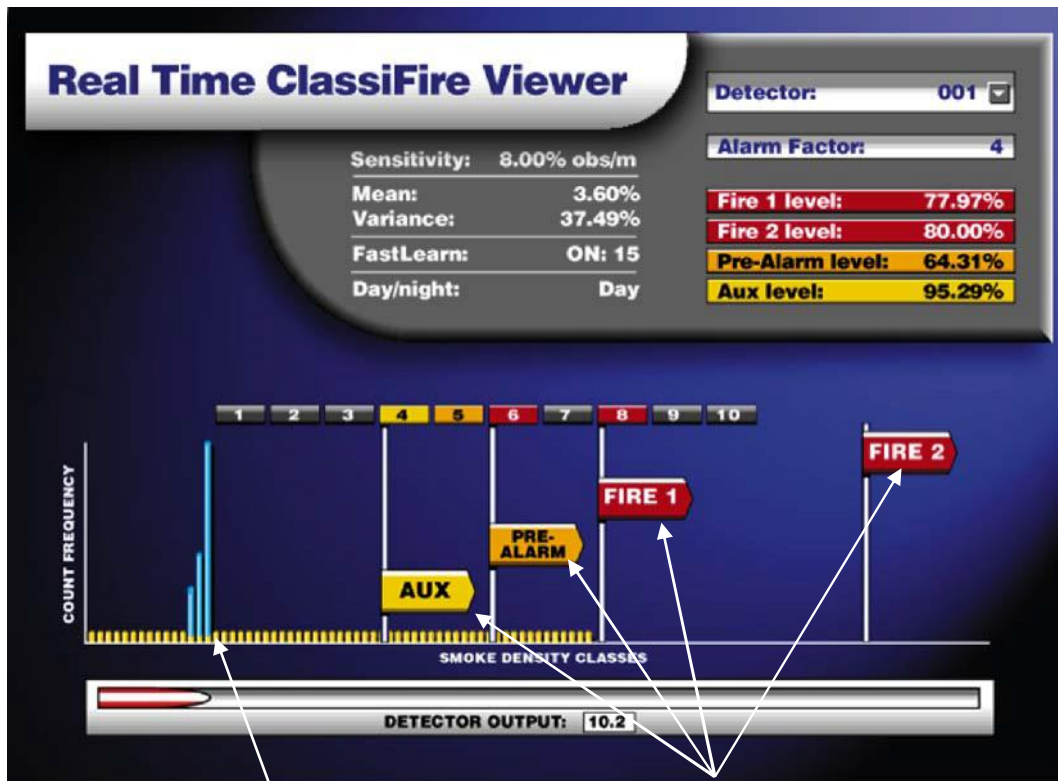 Real Time ClassiFire Viewer
Detector: 001
Alarm Factor: 4
Sensitivity: 8.00% obs/m
Mean: 3.60%
Variance: 37.49%
FastLearn: ON: 15
Day/night: Day
Fire 1 level: 77.97%
Fire 2 level: 80.00%
Pre-Alarm level: 64.31%
Aux level: 95.29%
1 2 3 4 5 6 7 8 9 10
FIRE 2
FIRE 1
PRE-
ALARM
AUX
COUNT FREQUENCY
SMOKE DENSITY CLASSES
DETECTOR OUTPUT: 10.2